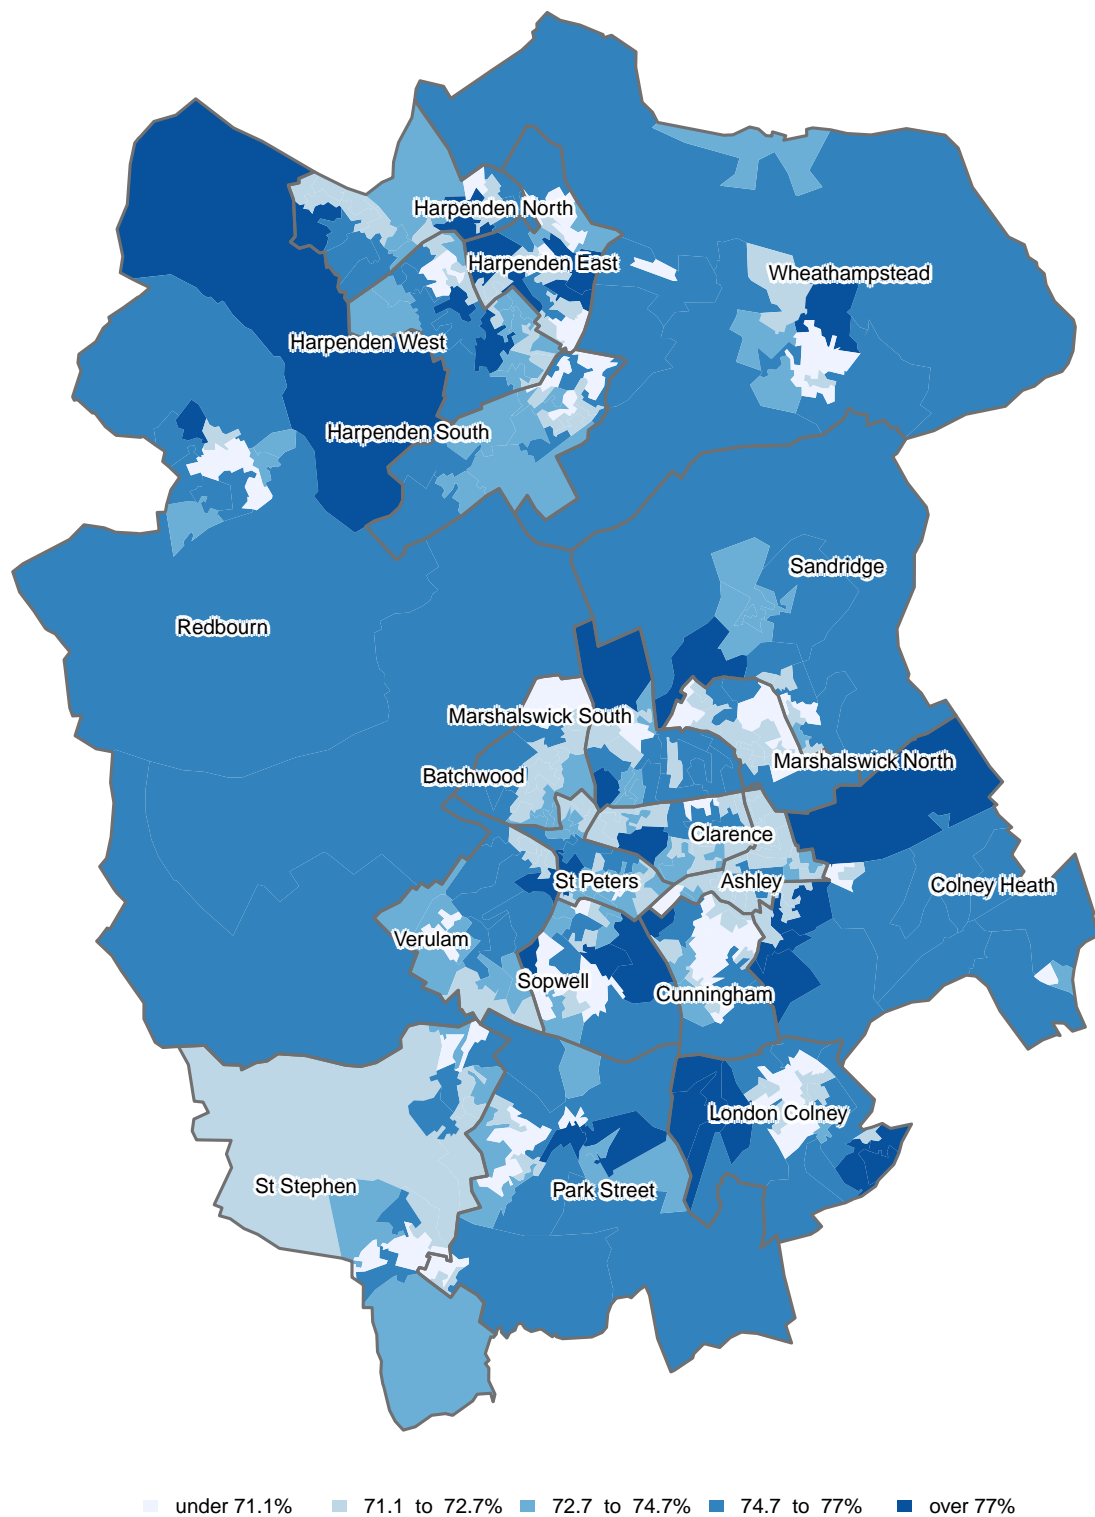 Harpenden North
Harpenden East
Wheathampstead
Harpenden West
Harpenden South
Sandridge
Redbourn
Marshalswick South
Marshalswick North
Batchwood
Clarence
St Peters
Ashley
Colney Heath
Verulam
Sopwell
Cunningham
London Colney
St Stephen
Park Street
under 71.1% 71.1 to 72.7% 72.7 to 74.7% 74.7 to 77% over 77%